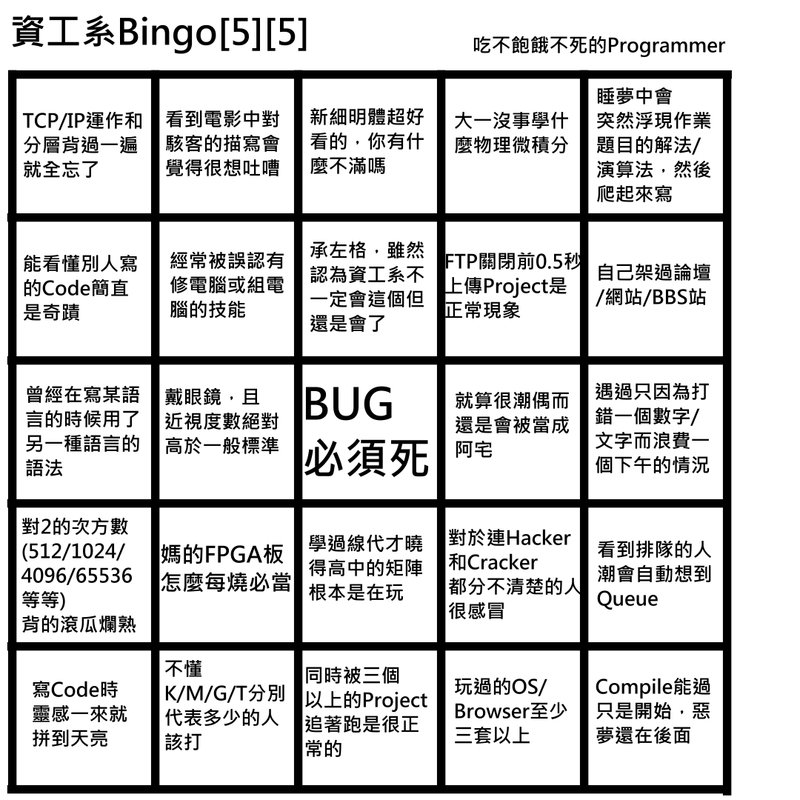 資工系Bingo[5][5]
吃不飽餓不死的Programmer
TCP/IP運作和
分層背過一遍
就全忘了
看到電影中對
駭客的描寫會
覺得很想吐嘈
新細明體超好
看的，你有什
麼不滿嗎
大一沒事學什
麼物理微積分
睡夢中會
突然浮現作業
題目的解法/
演算法，然後
爬起來寫
能看懂別人寫
的Code簡直
是奇蹟
經常被誤認有
修電腦或組電
腦的技能
承左格，雖然
認為資工系不
一定會這個但
還是會了
FTP關閉前0.5秒
上傳Project是
正常現象
自己架過論壇
/網站/BBS站
曾經在寫某語
言的時候用了
另一種語言的
語法
戴眼鏡，且
近視度數絕對
高於一般標準
BUG
必須死
就算很潮偶而
還是會被當成
阿宅
遇過只因為打
錯一個數字/
文字而浪費一
個下午的情況
對2的次方數
(512/1024/
4096/65536
等等)
背的滾瓜爛熟
媽的FPGA板
怎麼每燒必當
學過線代才曉
得高中的矩陣
根本是在玩
對於連Hacker
和Cracker
都分不清楚的人
很感冒
看到排隊的人
潮會自動想到
Queue
寫Code時
靈感一來就
拼到天亮
不懂
K/M/G/T分別
代表多少的人
該打
同時被三個
以上的Project
追著跑是很正
常的
玩過的OS/
Browser至少
三套以上
Compile能過
只是開始，惡
夢還在後面